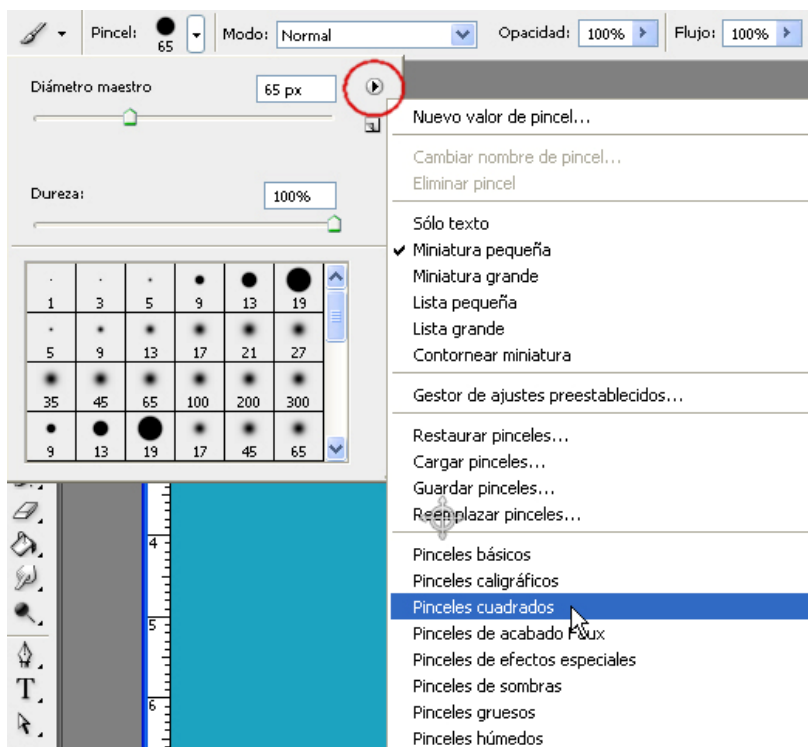 Pincel: 65 Modo: Normal Opacidad: 100% Flujo: 100%
Diámetro maestro 65 px
Dureza: 100%
1 3 5 9 13 19
5 9 13 17 21 27
35 45 65 100 200 300
9 13 19 17 45 65
Nuevo valor de pincel...
Cambiar nombre de pincel...
Eliminar pincel
Sólo texto
Miniatura pequeña
Miniatura grande
Lista pequeña
Lista grande
Contornear miniatura
Gestor de ajustes preestablecidos...
Restaurar pinceles...
Cargar pinceles...
Guardar pinceles...
Reemplazar pinceles...
Pinceles básicos
Pinceles caligráficos
Pinceles cuadrados
Pinceles de acabado
Pinceles de efectos especiales
Pinceles de sombras
Pinceles gruesos
Pinceles húmedos
4
5
6
T